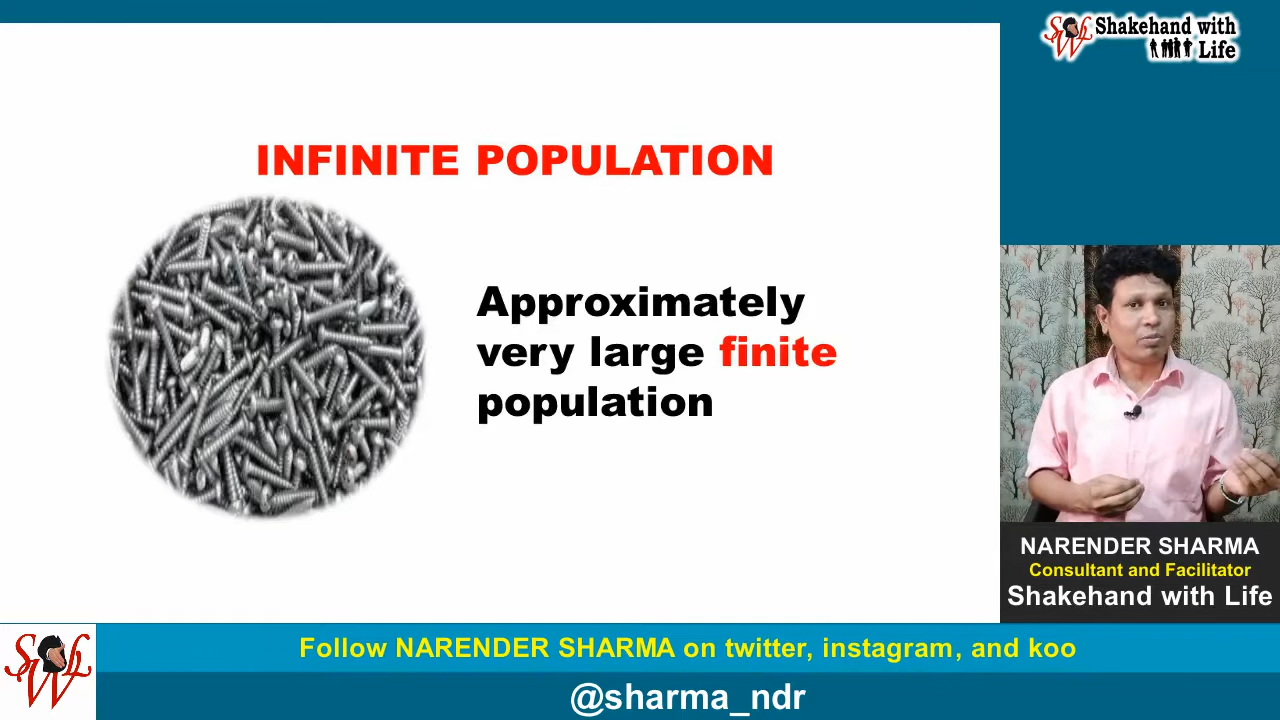 Shakehand with
Life
INFINITE POPULATION
Approximately
very large finite
population
NARENDER SHARMA
Consultant and Facilitator
Shakehand with Life
Follow NARENDER SHARMA on twitter, instagram, and koo
@sharma_ndr